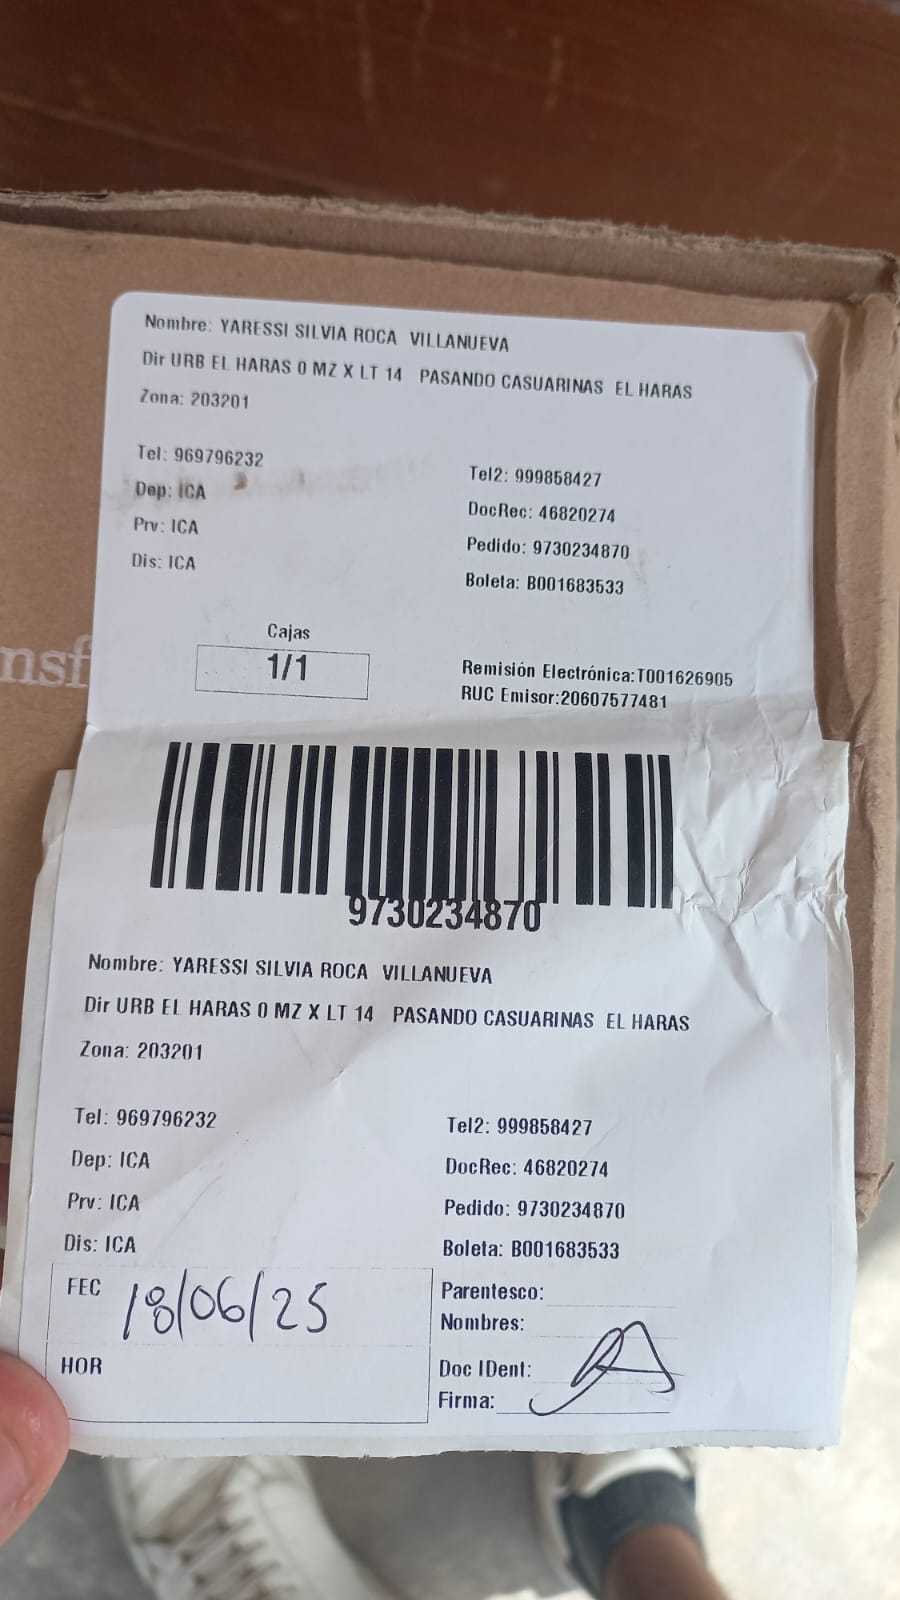 Nombre: YARESSI SILVIA ROCA VILLANUEVA
Dir URB EL HARAS 0 MZ X LT 14 PASANDO CASUARINAS EL HARAS
Zona: 203201
Tel: 969796232 Tel2: 999858427
Dep: ICA DocRec: 46820274
Prv: ICA Pedido: 9730234870
Dis: ICA Boleta: B001683533
Cajas
1/1
Remisión Electrónica:T001626905
RUC Emisor:20607577481
nsf
9730234870
Nombre: YARESSI SILVIA ROCA VILLANUEVA
Dir URB EL HARAS 0 MZ X LT 14 PASANDO CASUARINAS EL HARAS
Zona: 203201
Tel: 969796232 Tel2: 999858427
Dep: ICA DocRec: 46820274
Prv: ICA Pedido: 9730234870
Dis: ICA Boleta: B001683533
FEC 18/06/25 Parentesco:
Nombres:
HOR Doc IDent:
Firma: